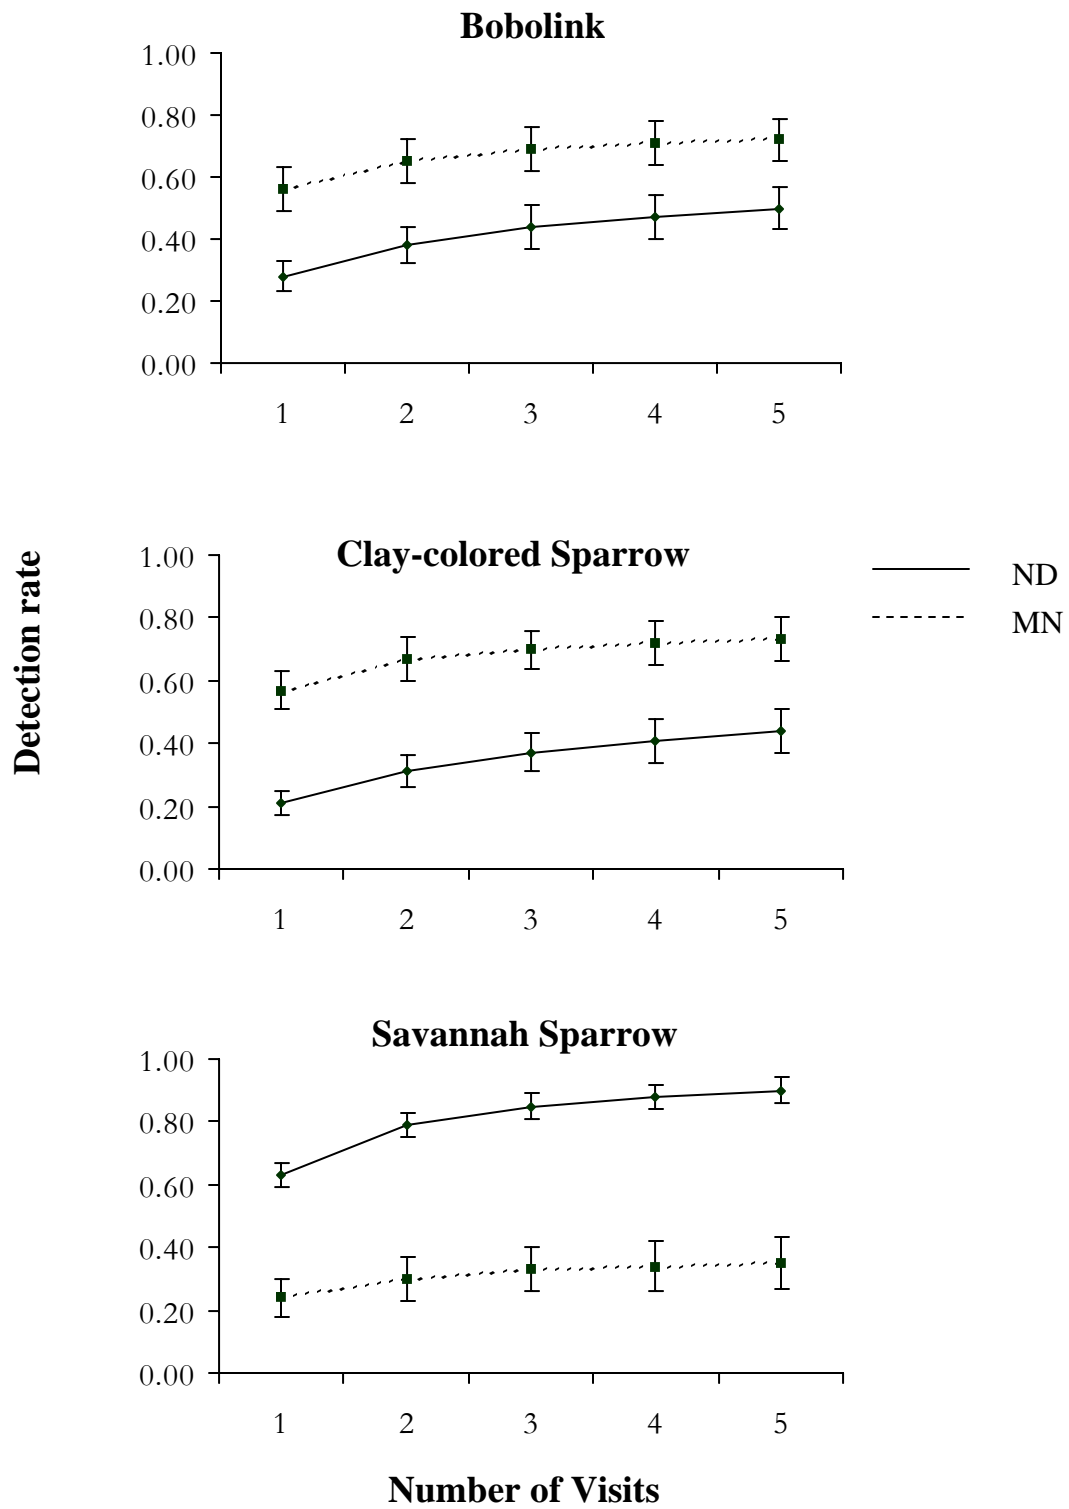 Bobolink
1.00
0.80
0.60
0.40
0.20
0.00
1 2 3 4 5
Detection rate
Clay-colored Sparrow
1.00
0.80
0.60
0.40
0.20
0.00
1 2 3 4 5
ND
MN
Savannah Sparrow
1.00
0.80
0.60
0.40
0.20
0.00
1 2 3 4 5
Number of Visits